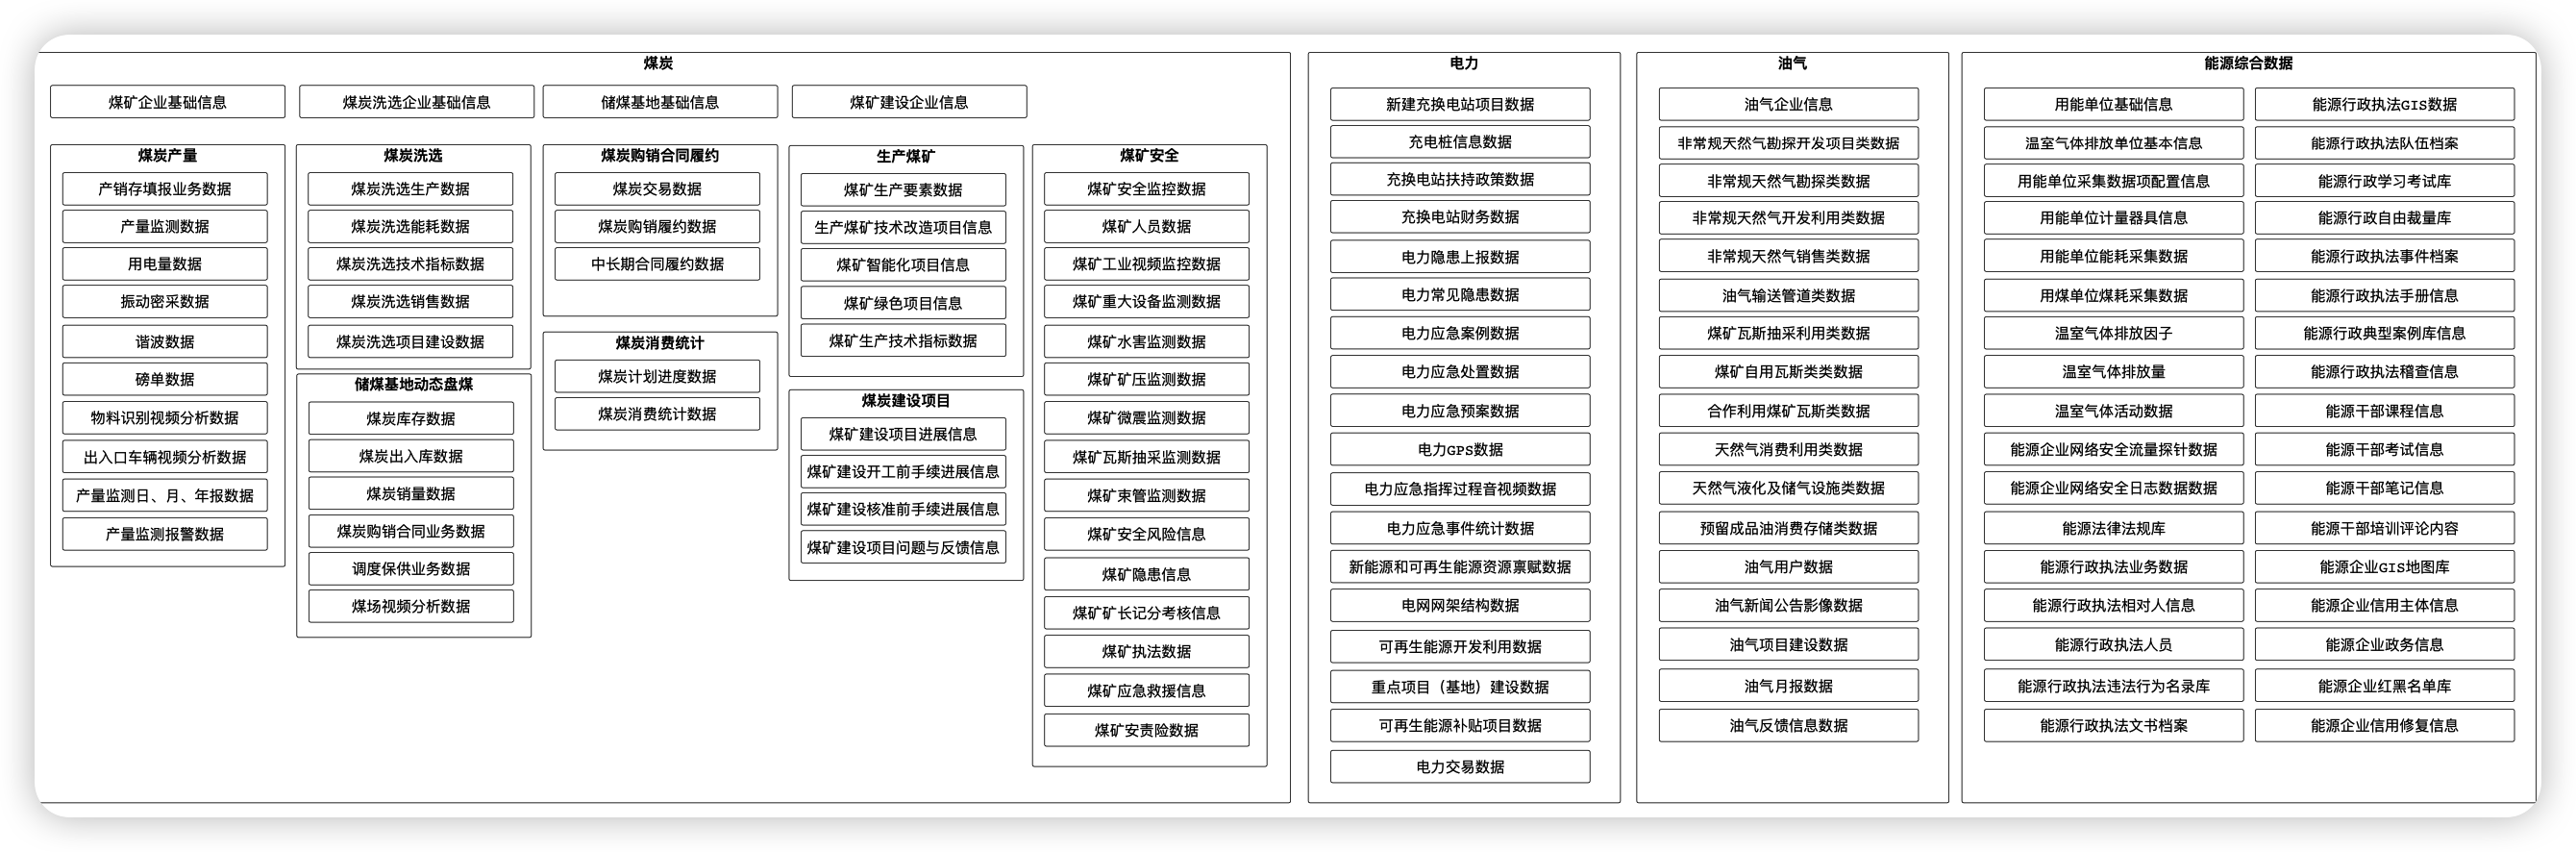 煤炭
煤矿企业基础信息
煤炭洗选企业基础信息
储煤基地基础信息
煤矿建设企业信息
煤炭产量
产销存填报业务数据
产量监测数据
用电量数据
振动密采数据
谐波数据
磅单数据
物料识别视频分析数据
出入口车辆视频分析数据
产量监测日、月、年报数据
产量监测报警数据
煤炭洗选
煤炭洗选生产数据
煤炭洗选能耗数据
煤炭洗选技术指标数据
煤炭洗选销售数据
煤炭洗选项目建设数据
储煤基地动态盘煤
煤炭库存数据
煤炭出入库数据
煤炭销量数据
煤炭购销合同业务数据
调度保供业务数据
煤场视频分析数据
煤炭购销合同履约
煤炭交易数据
煤炭购销履约数据
中长期合同履约数据
煤炭消费统计
煤炭计划进度数据
煤炭消费统计数据
生产煤矿
煤矿生产要素数据
生产煤矿技术改造项目信息
煤矿智能化项目信息
煤矿绿色项目信息
煤矿生产技术指标数据
煤炭建设项目
煤矿建设项目进展信息
煤矿建设开工前手续进展信息
煤矿建设核准前手续进展信息
煤矿建设项目问题与反馈信息
煤矿安全
煤矿安全监控数据
煤矿人员数据
煤矿工业视频监控数据
煤矿重大设备监测数据
煤矿水害监测数据
煤矿矿压监测数据
煤矿微震监测数据
煤矿瓦斯抽采监测数据
煤矿束管监测数据
煤矿安全风险信息
煤矿隐患信息
煤矿矿长记分考核信息
煤矿执法数据
煤矿应急救援信息
煤矿安责险数据
电力
新建充换电站项目数据
充电桩信息数据
充换电站扶持政策数据
充换电站财务数据
电力隐患上报数据
电力常见隐患数据
电力应急案例数据
电力应急处置数据
电力应急预案数据
电力GPS数据
电力应急指挥过程音视频数据
电力应急事件统计数据
新能源和可再生能源资源禀赋数据
电网网架结构数据
可再生能源开发利用数据
重点项目（基地）建设数据
可再生能源补贴项目数据
电力交易数据
油气
油气企业信息
非常规天然气勘探开发项目类数据
非常规天然气勘探类数据
非常规天然气开发利用类数据
非常规天然气销售类数据
油气输送管道类数据
煤矿瓦斯抽采利用类数据
煤矿自用瓦斯类类数据
合作利用煤矿瓦斯类数据
天然气消费利用类数据
天然气液化及储气设施类数据
预留成品油消费存储类数据
油气用户数据
油气新闻公告影像数据
油气项目建设数据
油气月报数据
油气反馈信息数据
能源综合数据
用能单位基础信息
温室气体排放单位基本信息
用能单位采集数据项配置信息
用能单位计量器具信息
用能单位能耗采集数据
用煤单位煤耗采集数据
温室气体排放因子
温室气体排放量
温室气体活动数据
能源企业网络安全流量探针数据
能源企业网络安全日志数据数据
能源法律法规库
能源行政执法业务数据
能源行政执法相对人信息
能源行政执法人员
能源行政执法违法行为名录库
能源行政执法文书档案
能源行政执法GIS数据
能源行政执法队伍档案
能源行政学习考试库
能源行政自由裁量库
能源行政执法事件档案
能源行政执法手册信息
能源行政典型案例库信息
能源行政执法稽查信息
能源干部课程信息
能源干部考试信息
能源干部笔记信息
能源干部培训评论内容
能源企业GIS地图库
能源企业信用主体信息
能源企业政务信息
能源企业红黑名单库
能源企业信用修复信息